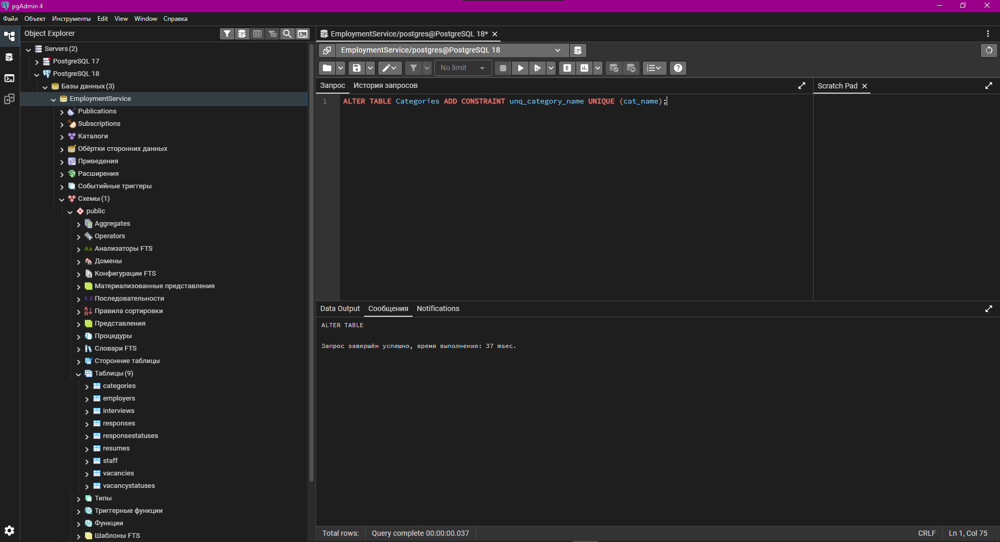 pgAdmin 4
Файл Объект Инструменты Edit View Window Справка
Object Explorer
Servers (2)
PostgreSQL 17
PostgreSQL 18
Базы данных (3)
EmploymentService
Publications
Subscriptions
Каталоги
Обёртки сторонних данных
Приведения
Расширения
Событийные триггеры
Схемы (1)
public
Aggregates
Operators
Aa Анализаторы FTS
Домены
Конфигурации FTS
Материализованные представления
1..3 Последовательности
Правила сортировки
Представления
Процедуры
Словари FTS
Сторонние таблицы
Таблицы (9)
categories
employers
interviews
responses
responsestatuses
resumes
staff
vacancies
vacancystatuses
Типы
Триггерные функции
Функции
Шаблоны FTS
EmploymentService/postgres@PostgreSQL 18*
EmploymentService/postgres@PostgreSQL 18
No limit
E
Запрос История запросов
Scratch Pad
1 ALTER TABLE Categories ADD CONSTRAINT unq_category_name UNIQUE (cat_name);
Data Output Сообщения Notifications
ALTER TABLE
Запрос завершён успешно, время выполнения: 37 msec.
Total rows: Query complete 00:00:00.037 CRLF Ln 1, Col 75